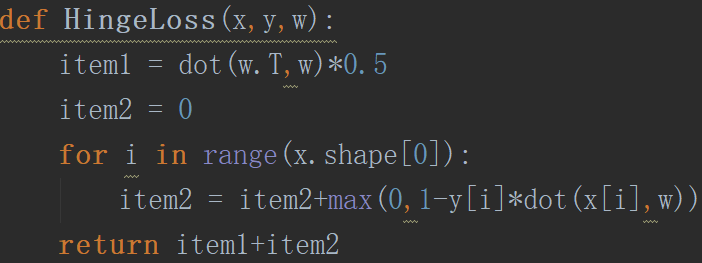 def HingeLoss(x,y,w):
    item1 = dot(w.T,w)*0.5
    item2 = 0
    for i in range(x.shape[0]):
        item2 = item2+max(0,1-y[i]*dot(x[i],w))
    return item1+item2